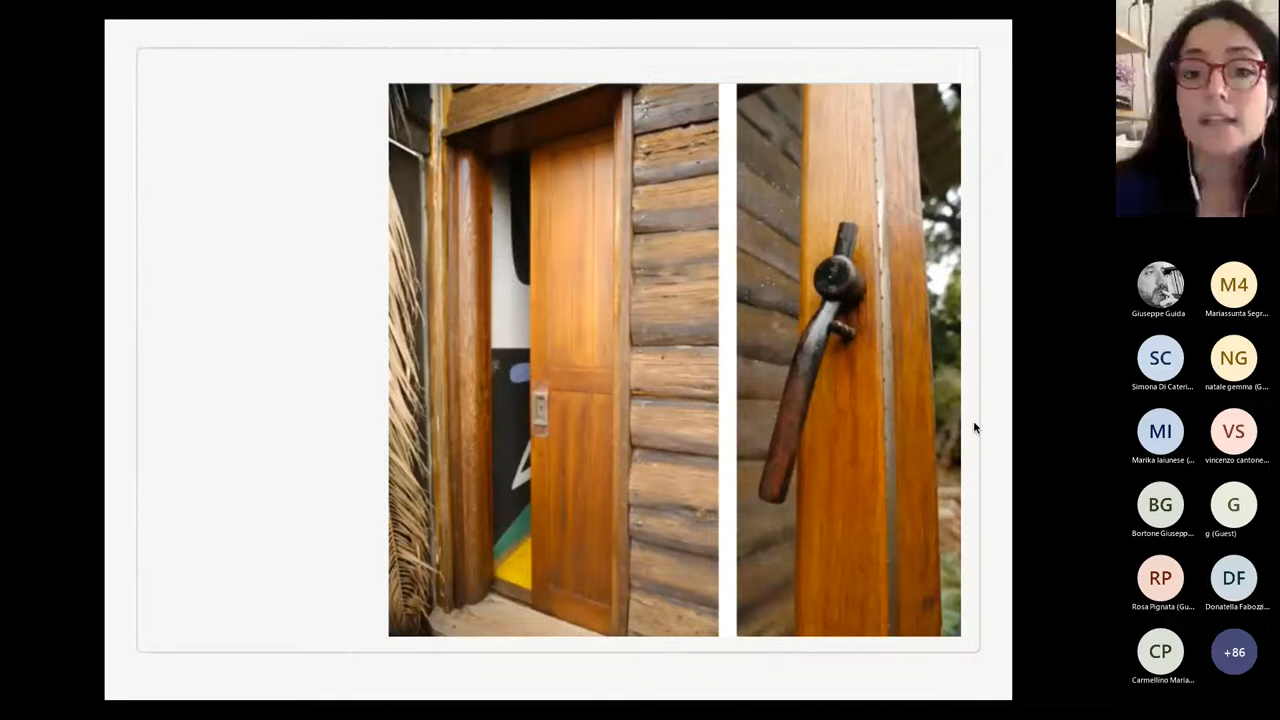 Giuseppe Guida
M4
Mariassunta Segr...
SC
Simona Di Cateri...
NG
natale gemma (G...
MI
Marika Iaiunese (...
VS
vincenzo cantone...
BG
Bortone Giusepp...
G
g (Guest)
RP
Rosa Pignata (Gu...
DF
Donatella Fabozzi...
CP
Carmellino Maria...
+86